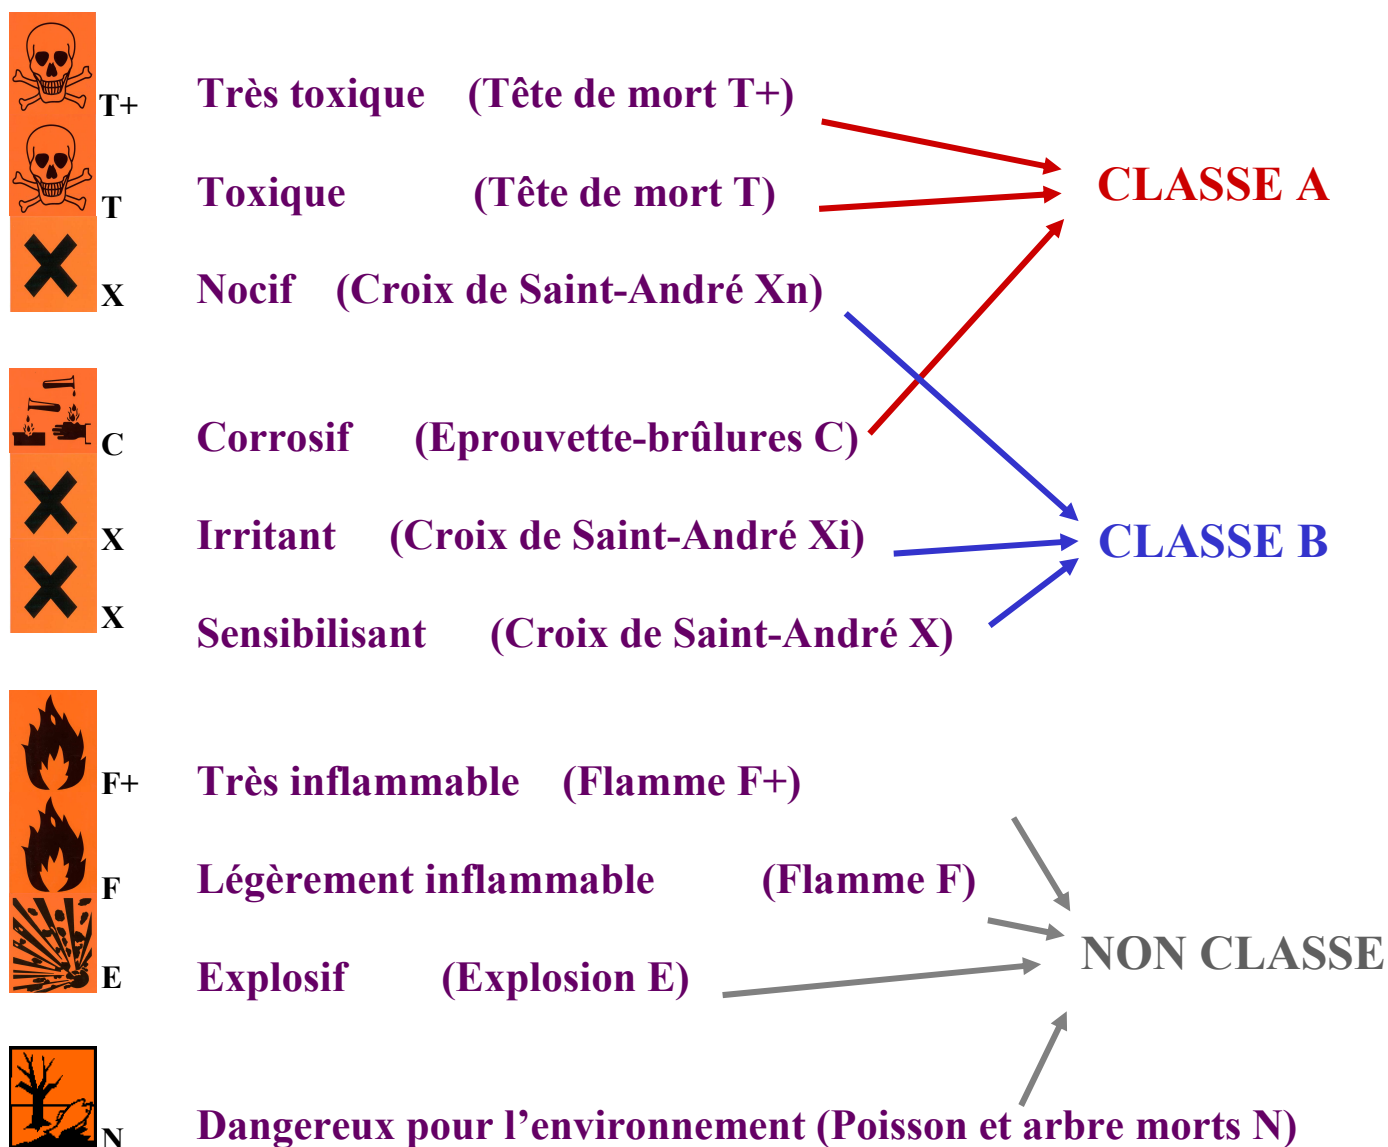 T+ Très toxique (Tête de mort T+)
T Toxique (Tête de mort T)
CLASSE A
X Nocif (Croix de Saint-André Xn)
C Corrosif (Eprouvette-brûlures C)
X Irritant (Croix de Saint-André Xi)
CLASSE B
X Sensibilisant (Croix de Saint-André X)
F+ Très inflammable (Flamme F+)
F Légèrement inflammable (Flamme F)
NON CLASSE
E Explosif (Explosion E)
N Dangereux pour l’environnement (Poisson et arbre morts N)